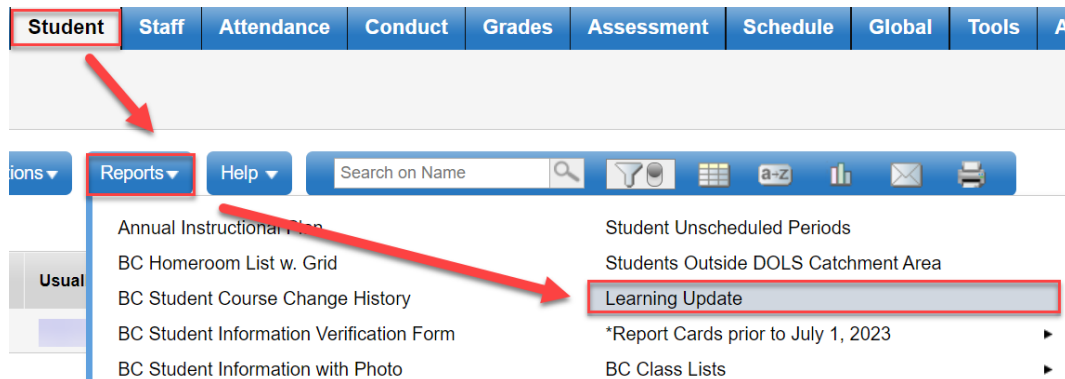 Student Staff Attendance Conduct Grades Assessment Schedule Global Tools A
ions Reports Help Search on Name a-z
Annual Instructional Plan
BC Homeroom List w. Grid
BC Student Course Change History
BC Student Information Verification Form
BC Student Information with Photo
Student Unscheduled Periods
Students Outside DOLS Catchment Area
Learning Update
*Report Cards prior to July 1, 2023
BC Class Lists
Usual